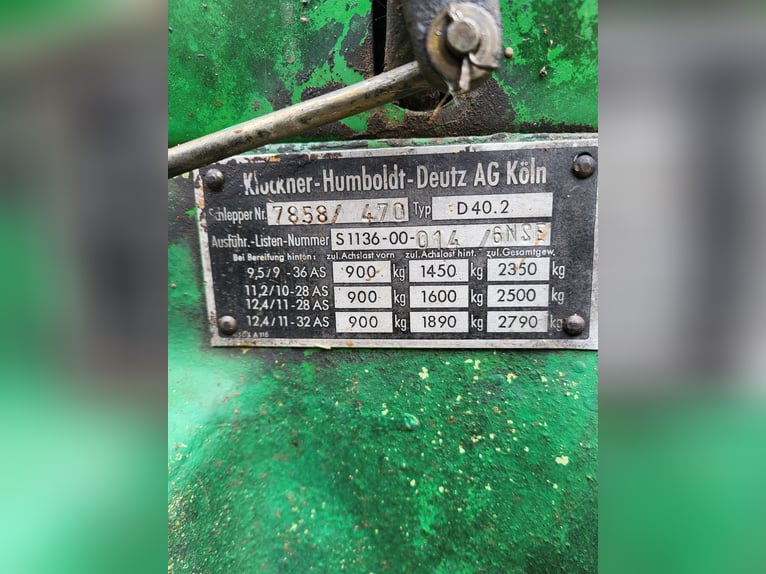 Klöckner-Humboldt-Deutz AG Köln
Schlepper Nr. 7858/ 470 Typ D40.2
Ausführ.-Listen-Nummer S1136-00-014 /6NSF
Bei Bereifung hinten: zul. Achslast vorn zul. Achslast hint. zul. Gesamtgew.
9,5/9 -36 AS 900 kg 1450 kg 2350 kg
11,2/10-28 AS
12,4/11-28 AS 900 kg 1600 kg 2500 kg
12,4/11-32 AS 900 kg 1890 kg 2790 kg
A 116